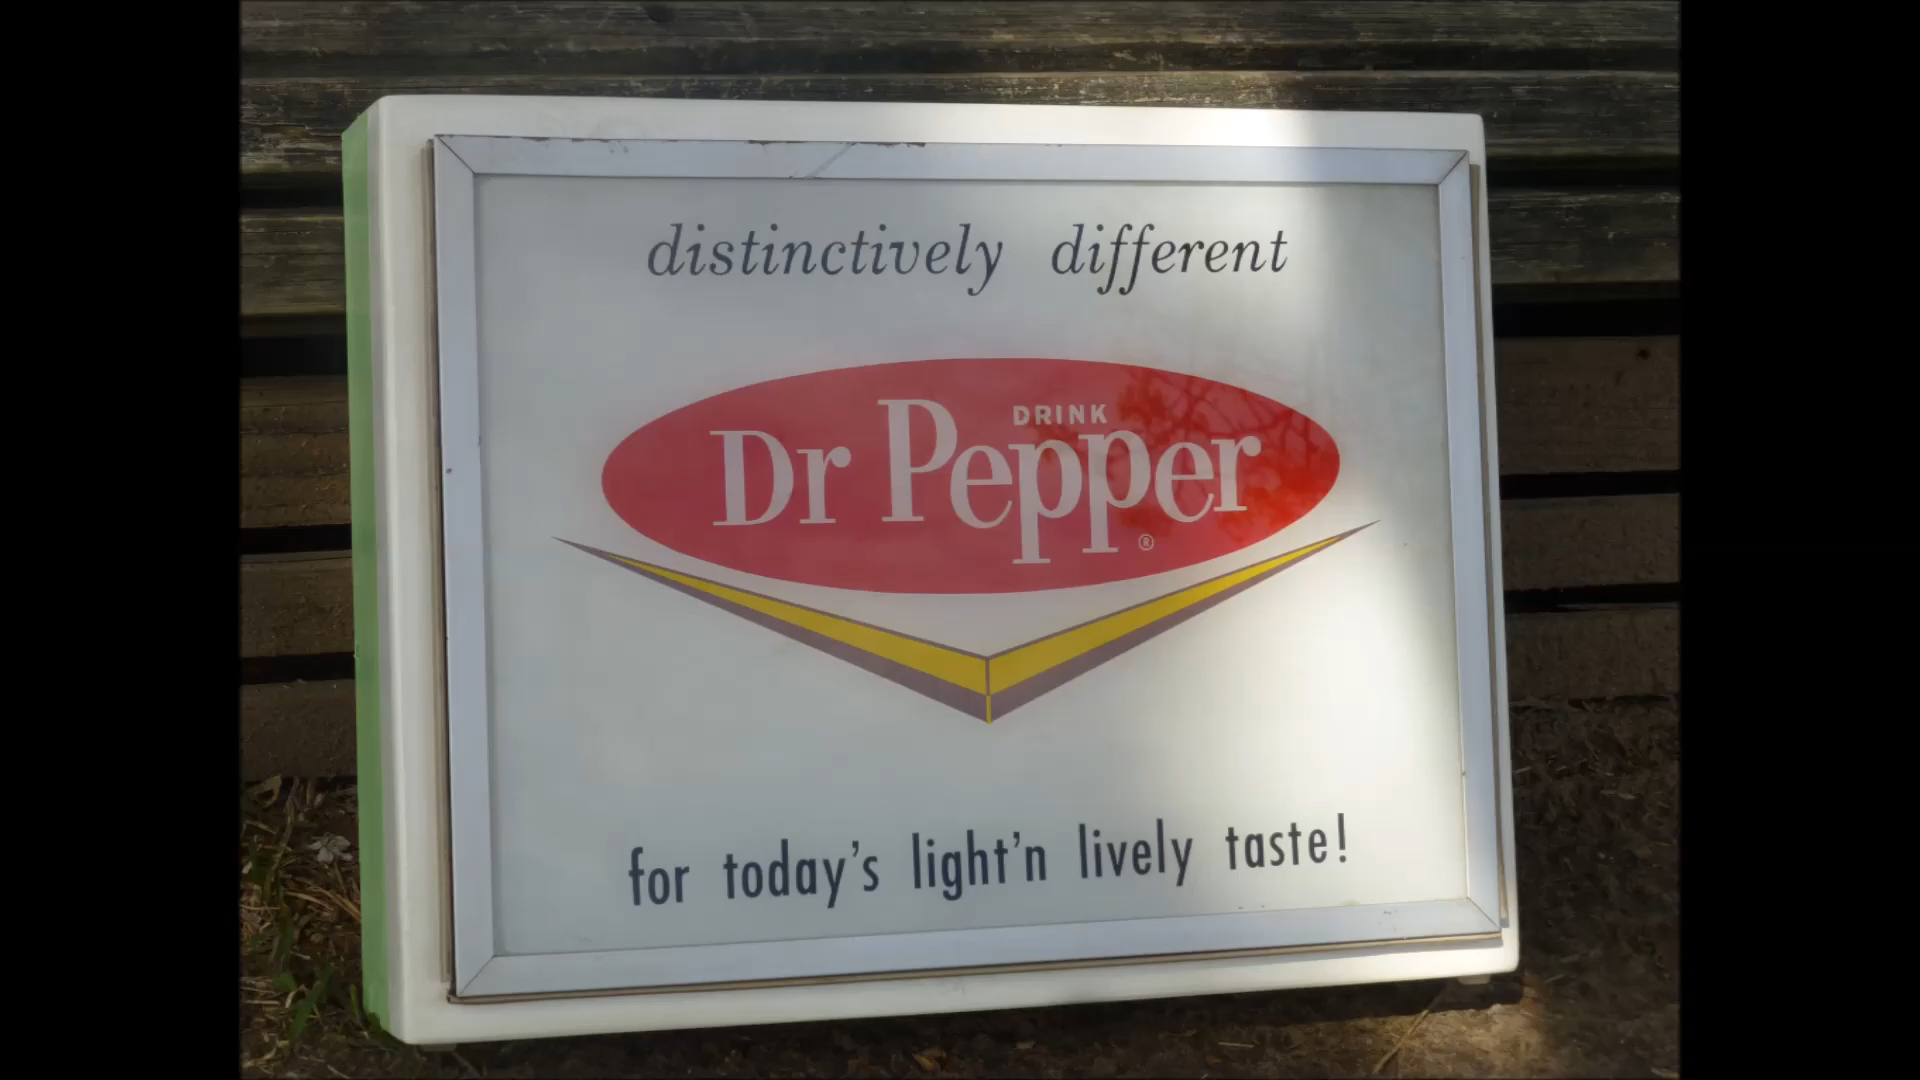 distinctively different
DRINK
Dr Pepper
®
for today's light'n lively taste!